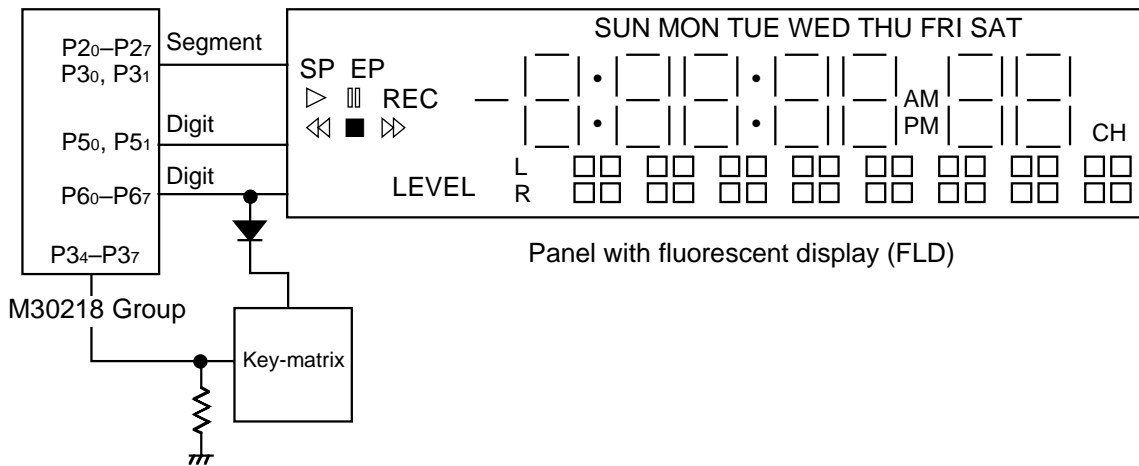 P20–P27
P30, P31
P50, P51
P60–P67
P34–P37
M30218 Group
Segment
Digit
Digit
Key-matrix
SUN MON TUE WED THU FRI SAT
SP EP
REC
AM
PM
CH
LEVEL
L
R
Panel with fluorescent display (FLD)